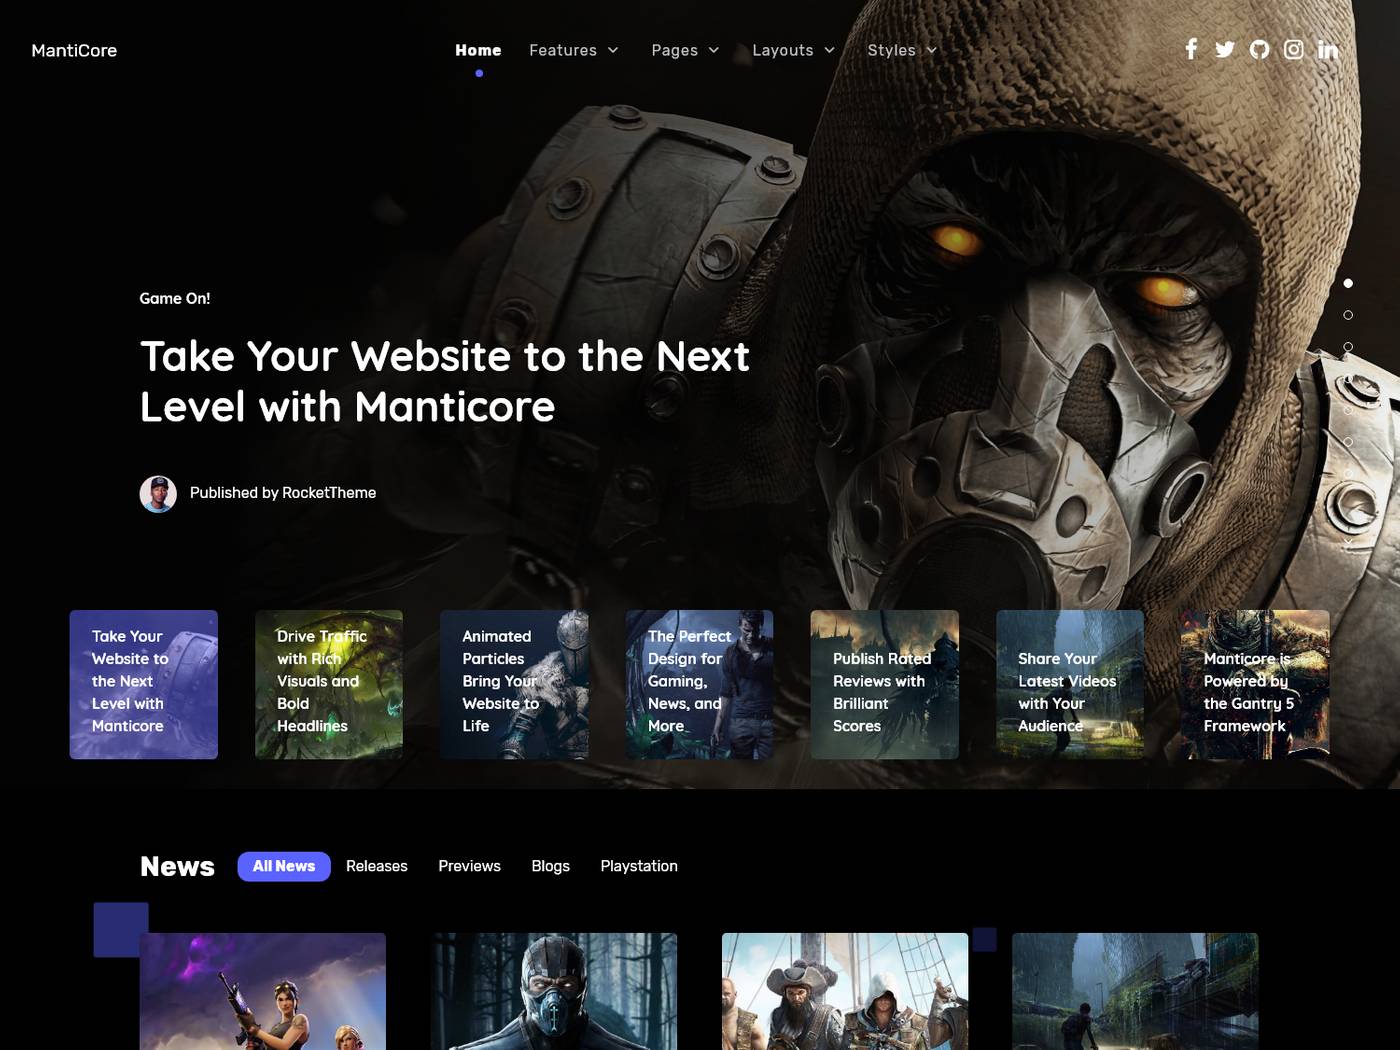 MantiCore
Home
Features
Pages
Layouts
Styles
Game On!
Take Your Website to the Next
Level with Manticore
Published by RocketTheme
Take Your
Website to
the Next
Level with
Manticore
Drive Traffic
with Rich
Visuals and
Bold
Headlines
Animated
Particles
Bring Your
Website to
Life
The Perfect
Design for
Gaming,
News, and
More
Publish Rated
Reviews with
Brilliant
Scores
Share Your
Latest Videos
with Your
Audience
Manticore is
Powered by
the Gantry 5
Framework
News
All News
Releases
Previews
Blogs
Playstation